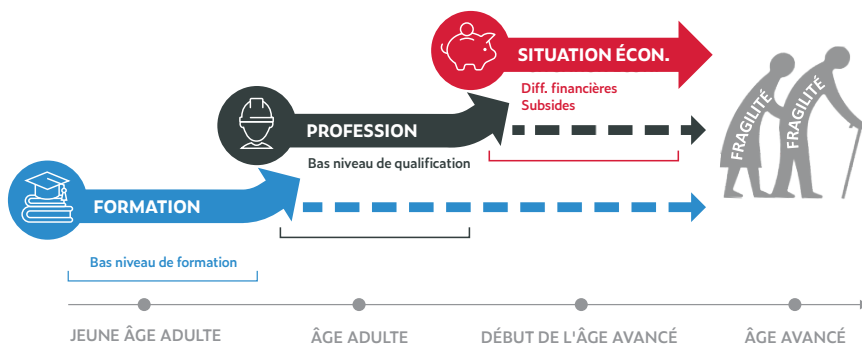 SITUATION ÉCON.
Diff. financières
Subsides
FRAGILITÉ
FRAGILITÉ
PROFESSION
Bas niveau de qualification
FORMATION
Bas niveau de formation
JEUNE ÂGE ADULTE
ÂGE ADULTE
DÉBUT DE L'ÂGE AVANCÉ
ÂGE AVANCÉ